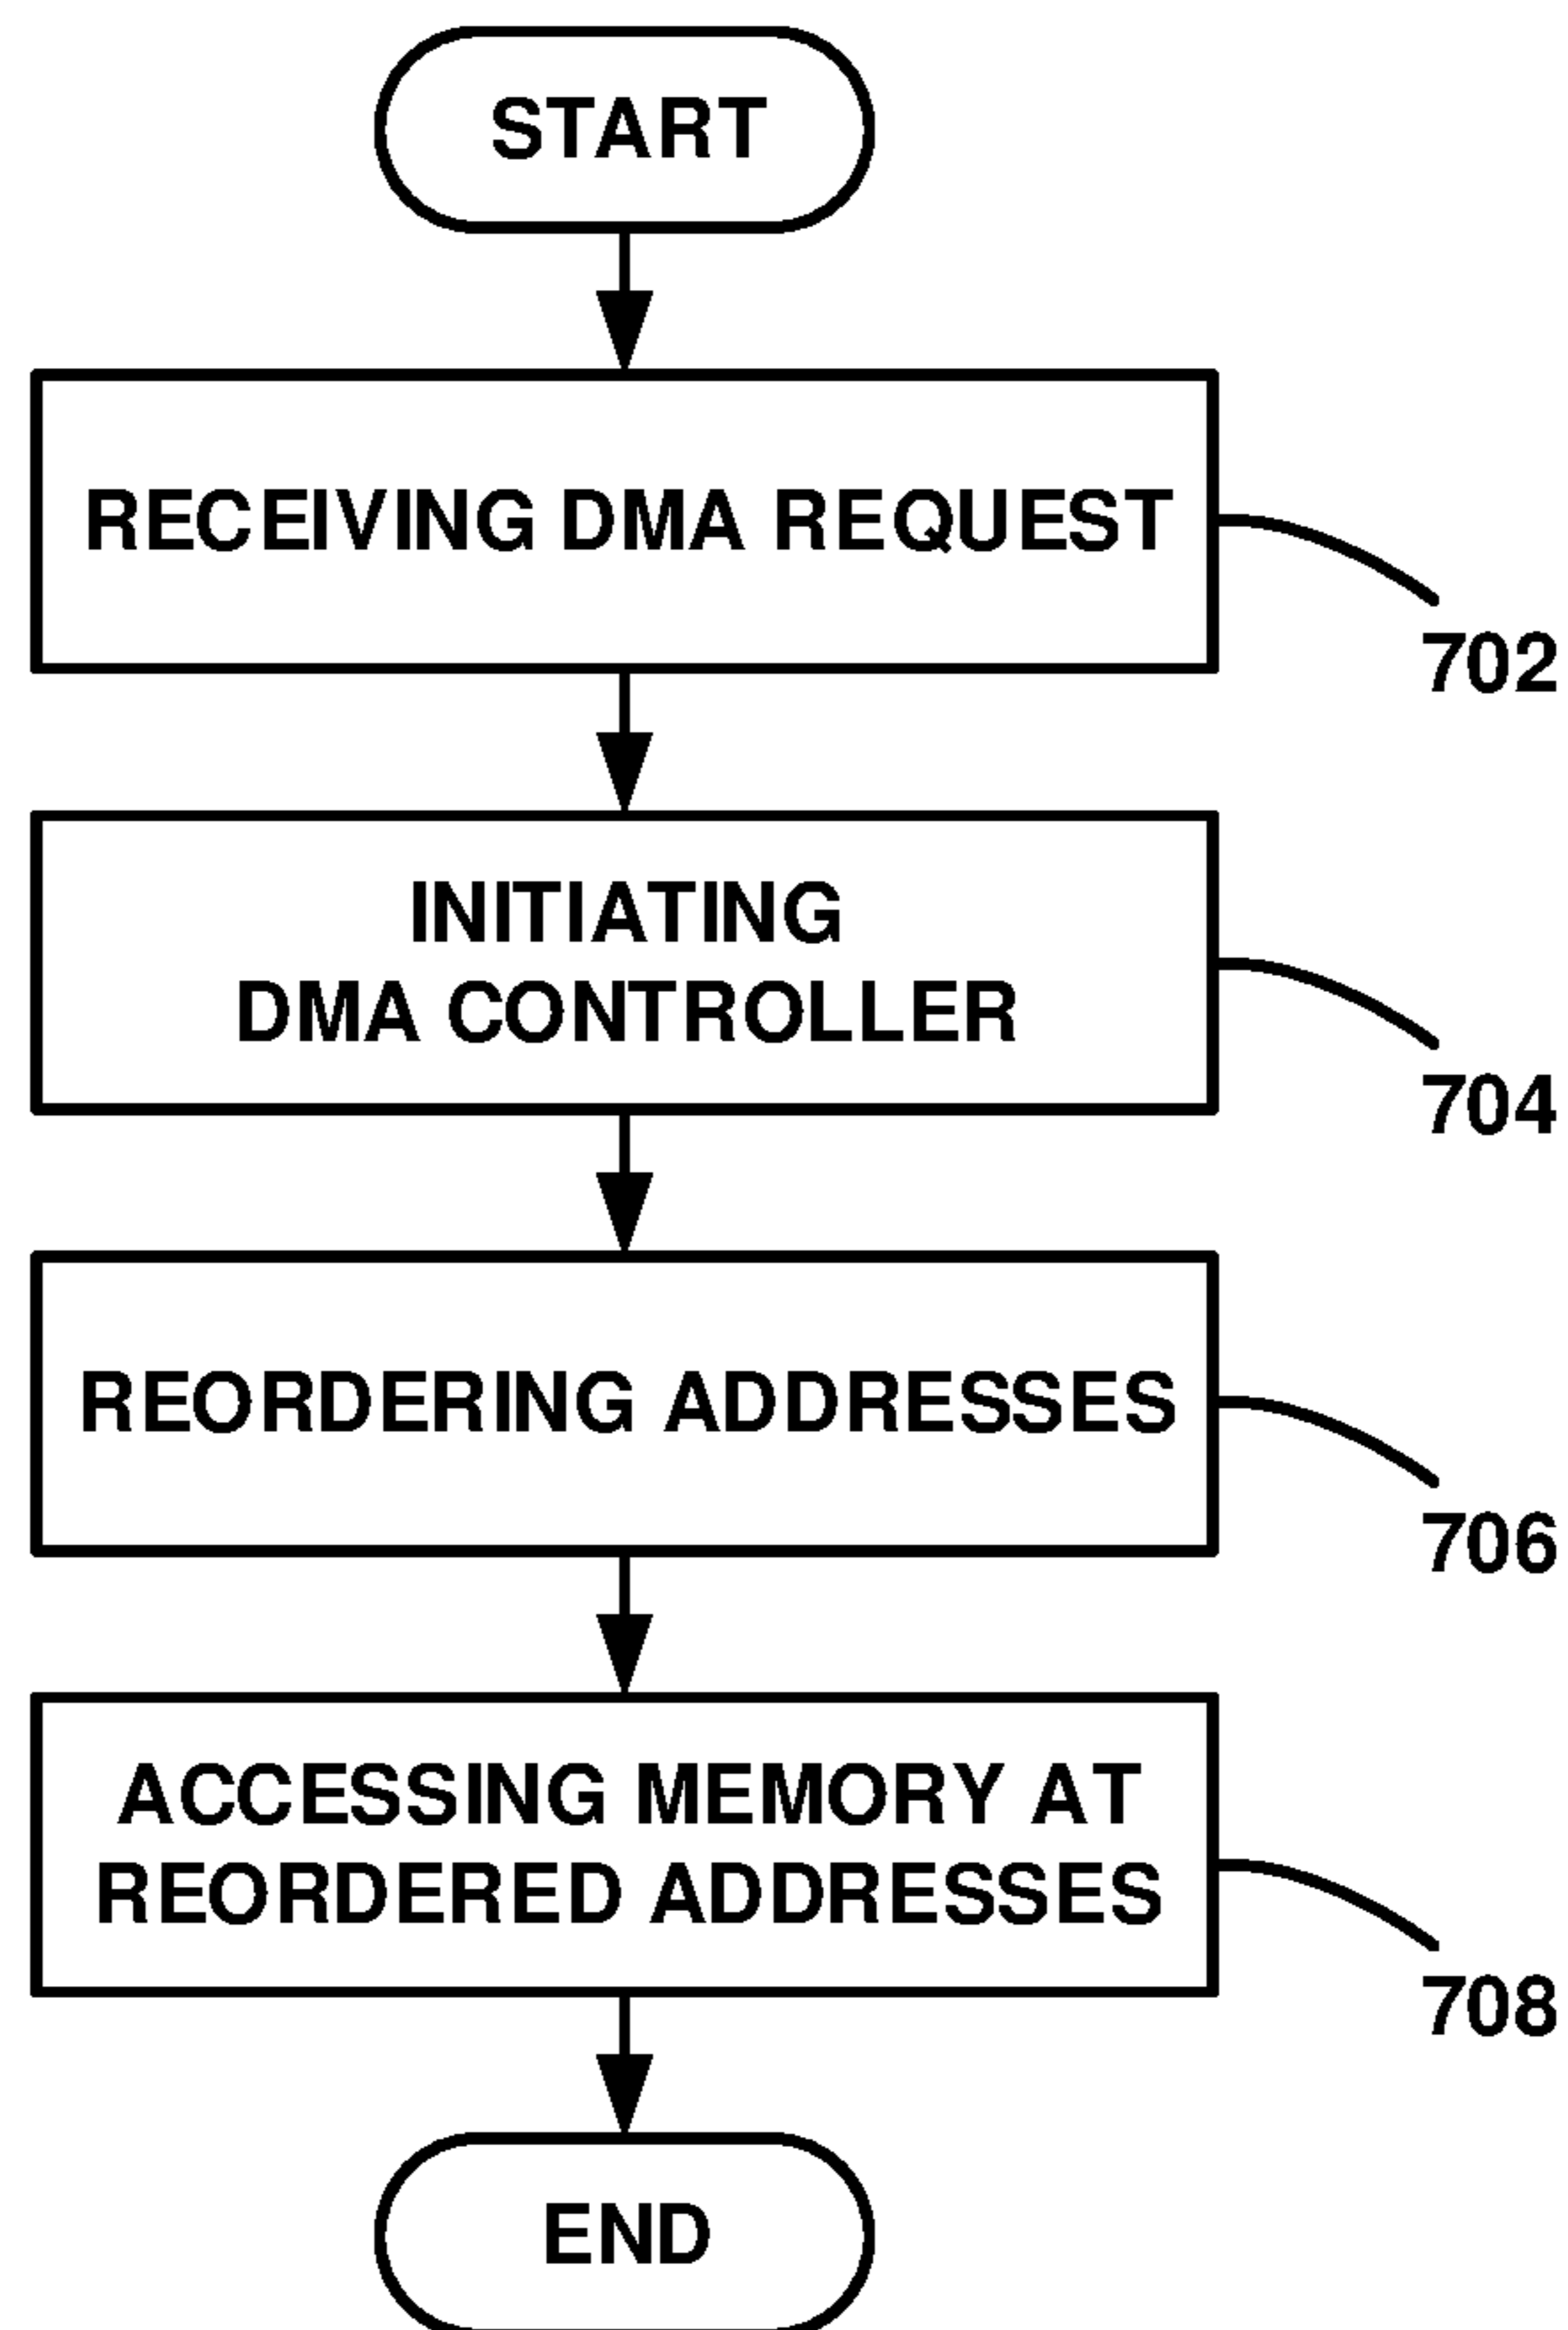 START
RECEIVING DMA REQUEST
702
INITIATING
DMA CONTROLLER
704
REORDERING ADDRESSES
706
ACCESSING MEMORY AT
REORDERED ADDRESSES
708
END